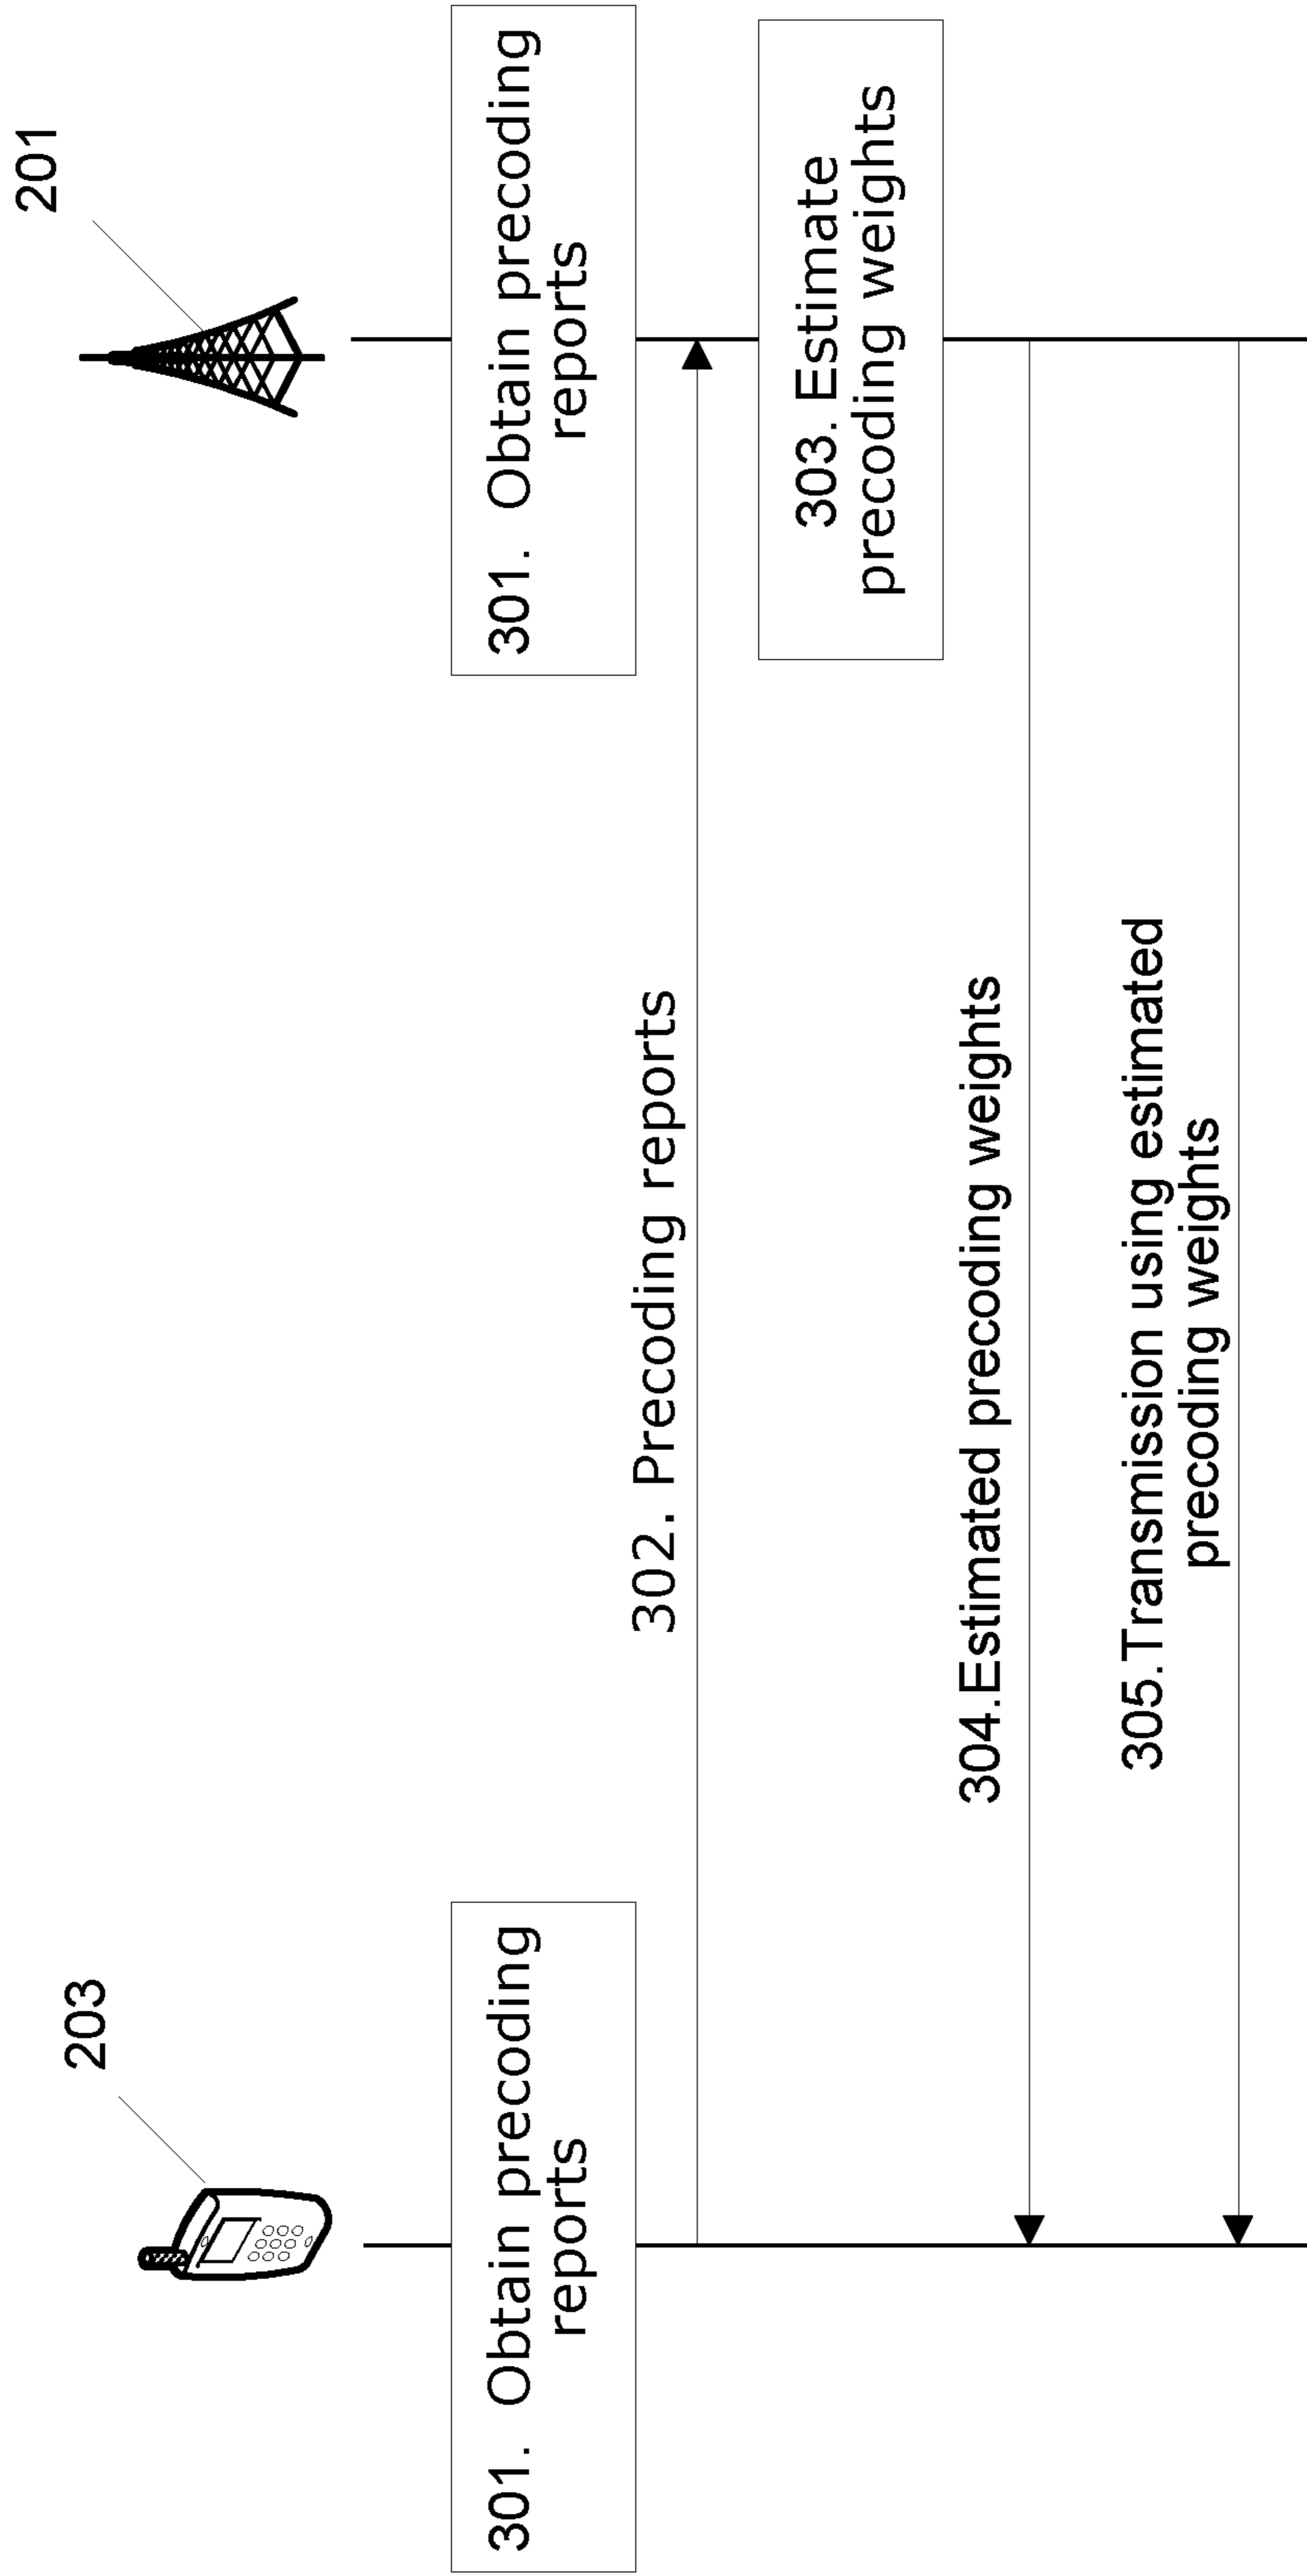 203
201
301. Obtain precoding
reports
301. Obtain precoding
reports
302. Precoding reports
303. Estimate
precoding weights
304.Estimated precoding weights
305.Transmission using estimated
precoding weights